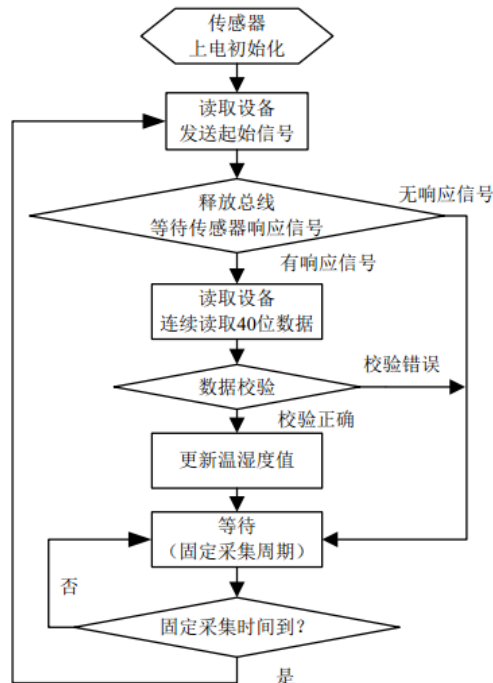 传感器
上电初始化
读取设备
发送起始信号
释放总线
等待传感器响应信号
无响应信号
有响应信号
读取设备
连续读取40位数据
数据校验
校验错误
校验正确
更新温湿度值
等待
（固定采集周期）
否
固定采集时间到？
是